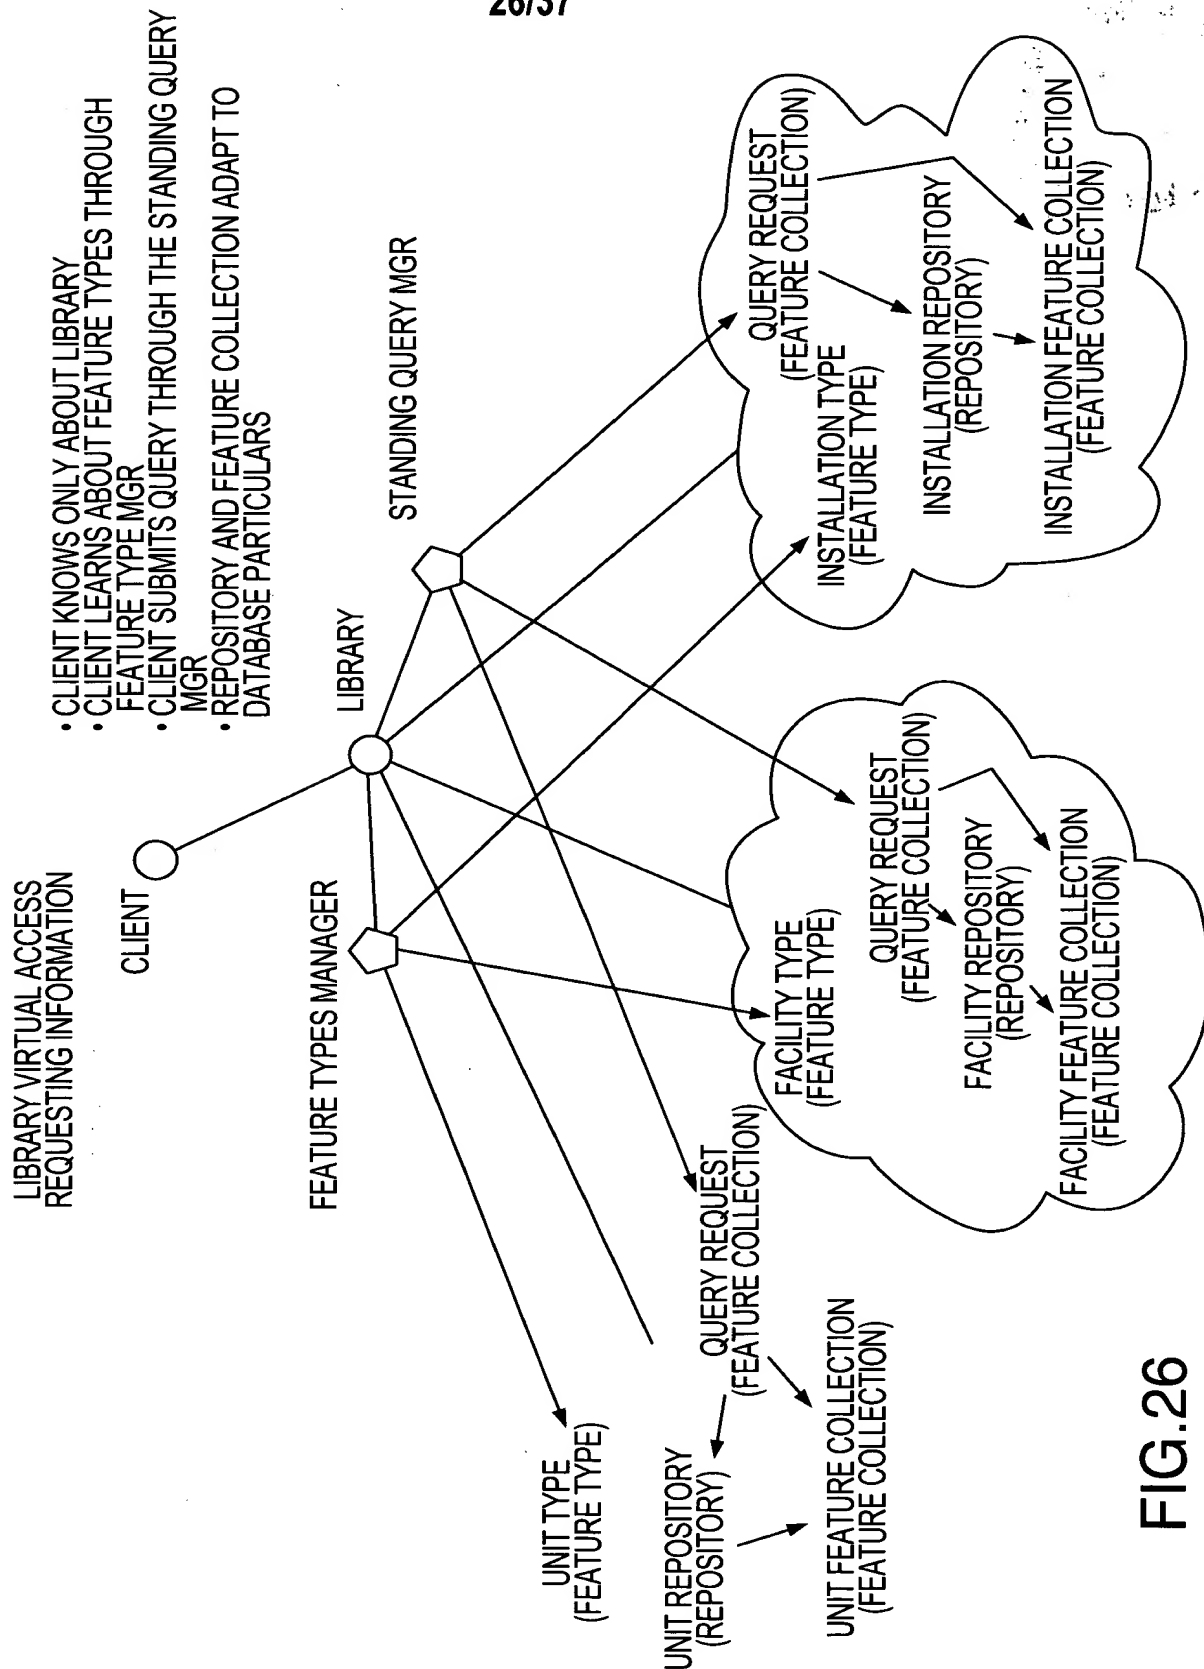 26/37
LIBRARY VIRTUAL ACCESS
REQUESTING INFORMATION
• CLIENT KNOWS ONLY ABOUT LIBRARY
• CLIENT LEARNS ABOUT FEATURE TYPES THROUGH
FEATURE TYPE MGR
• CLIENT SUBMITS QUERY THROUGH THE STANDING QUERY
MGR
• REPOSITORY AND FEATURE COLLECTION ADAPT TO
DATABASE PARTICULARS
CLIENT
FEATURE TYPES MANAGER
LIBRARY
STANDING QUERY MGR
UNIT TYPE
(FEATURE TYPE)
UNIT REPOSITORY
(REPOSITORY)
QUERY REQUEST
(FEATURE COLLECTION)
UNIT FEATURE COLLECTION
(FEATURE COLLECTION)
FACILITY TYPE
(FEATURE TYPE)
QUERY REQUEST
(FEATURE COLLECTION)
FACILITY REPOSITORY
(REPOSITORY)
FACILITY FEATURE COLLECTION
(FEATURE COLLECTION)
QUERY REQUEST
(FEATURE COLLECTION)
INSTALLATION TYPE
(FEATURE TYPE)
INSTALLATION REPOSITORY
(REPOSITORY)
INSTALLATION FEATURE COLLECTION
(FEATURE COLLECTION)
FIG.26